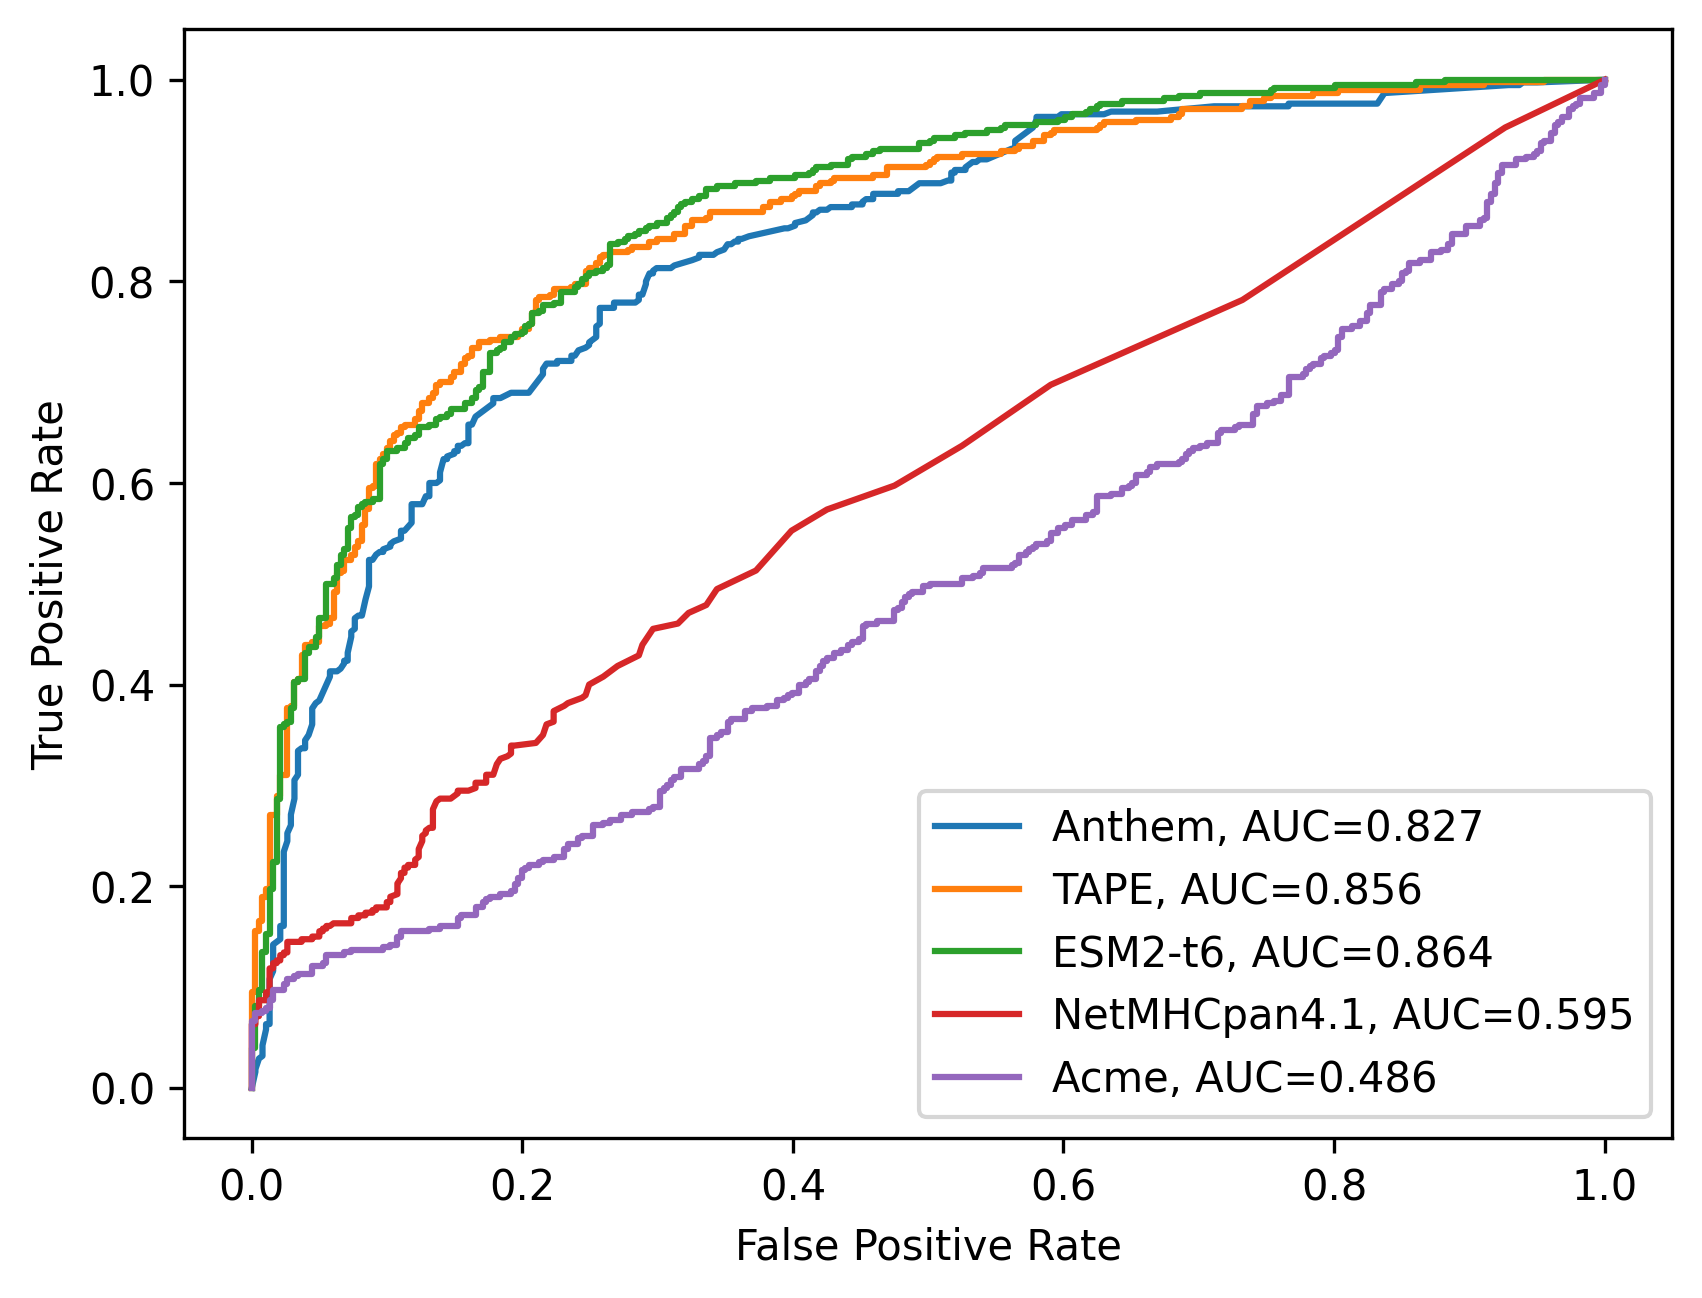 1.0
0.8
0.6
0.4
0.2
0.0
True Positive Rate
Anthem, AUC=0.827
TAPE, AUC=0.856
ESM2-t6, AUC=0.864
NetMHCpan4.1, AUC=0.595
Acme, AUC=0.486
0.0 0.2 0.4 0.6 0.8 1.0
False Positive Rate